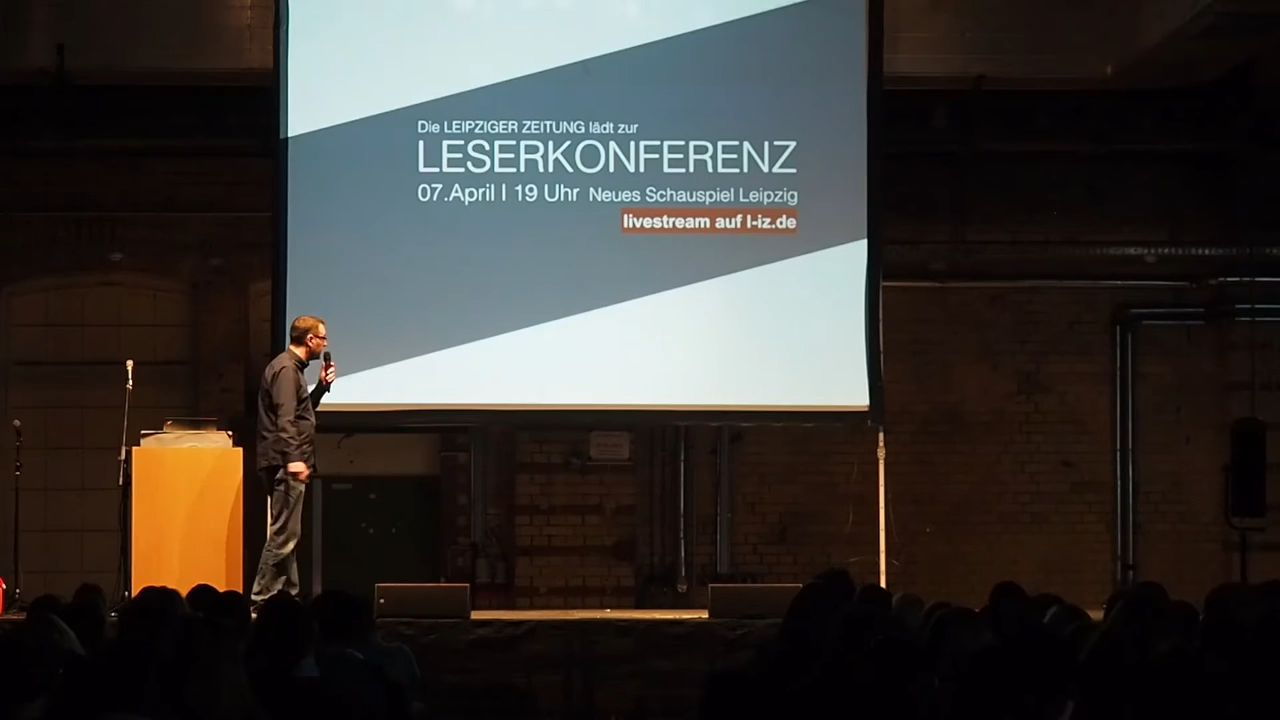 Die LEIPZIGER ZEITUNG lädt zur
LESERKONFERENZ
07.April I 19 Uhr Neues Schauspiel Leipzig
livestream auf l-iz.de